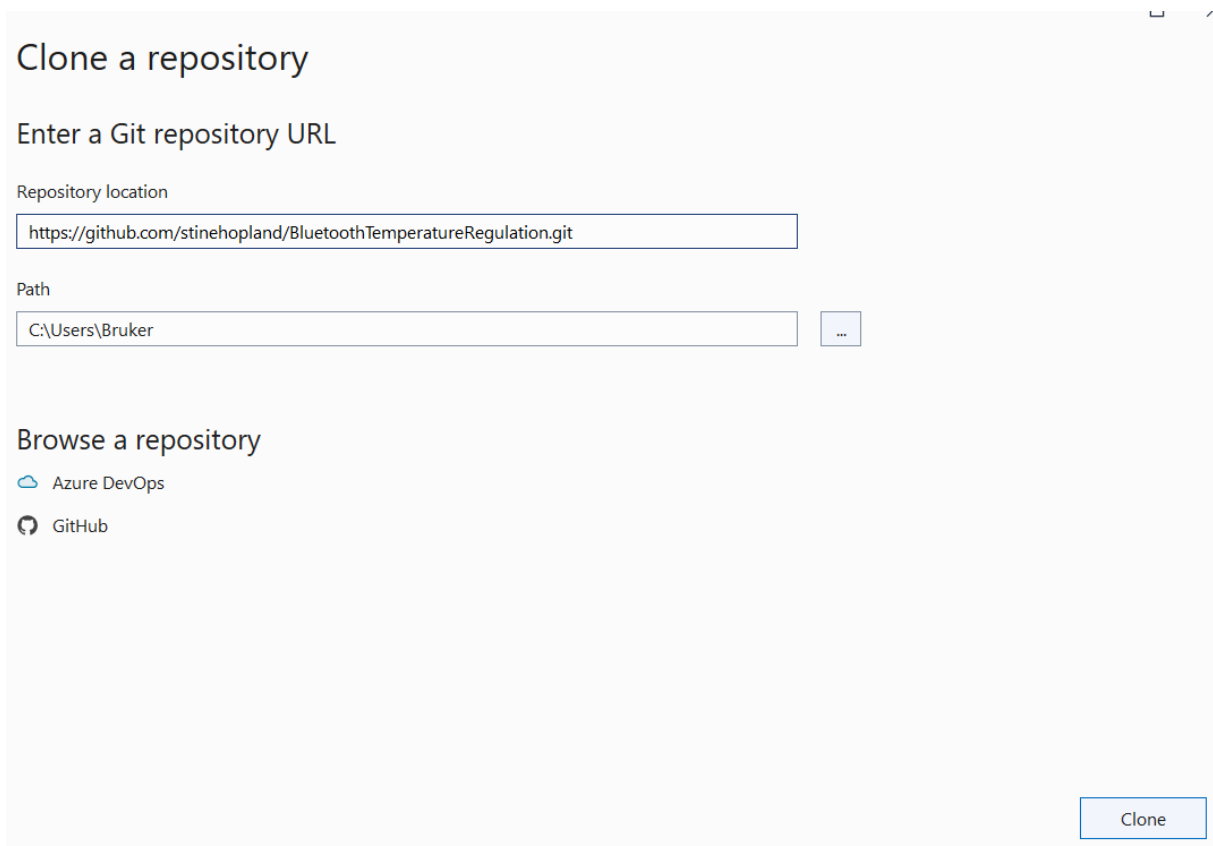 Clone a repository
Enter a Git repository URL
Repository location
https://github.com/stinehopland/BluetoothTemperatureRegulation.git
Path
C:\Users\Bruker
...
Browse a repository
Azure DevOps
GitHub
Clone